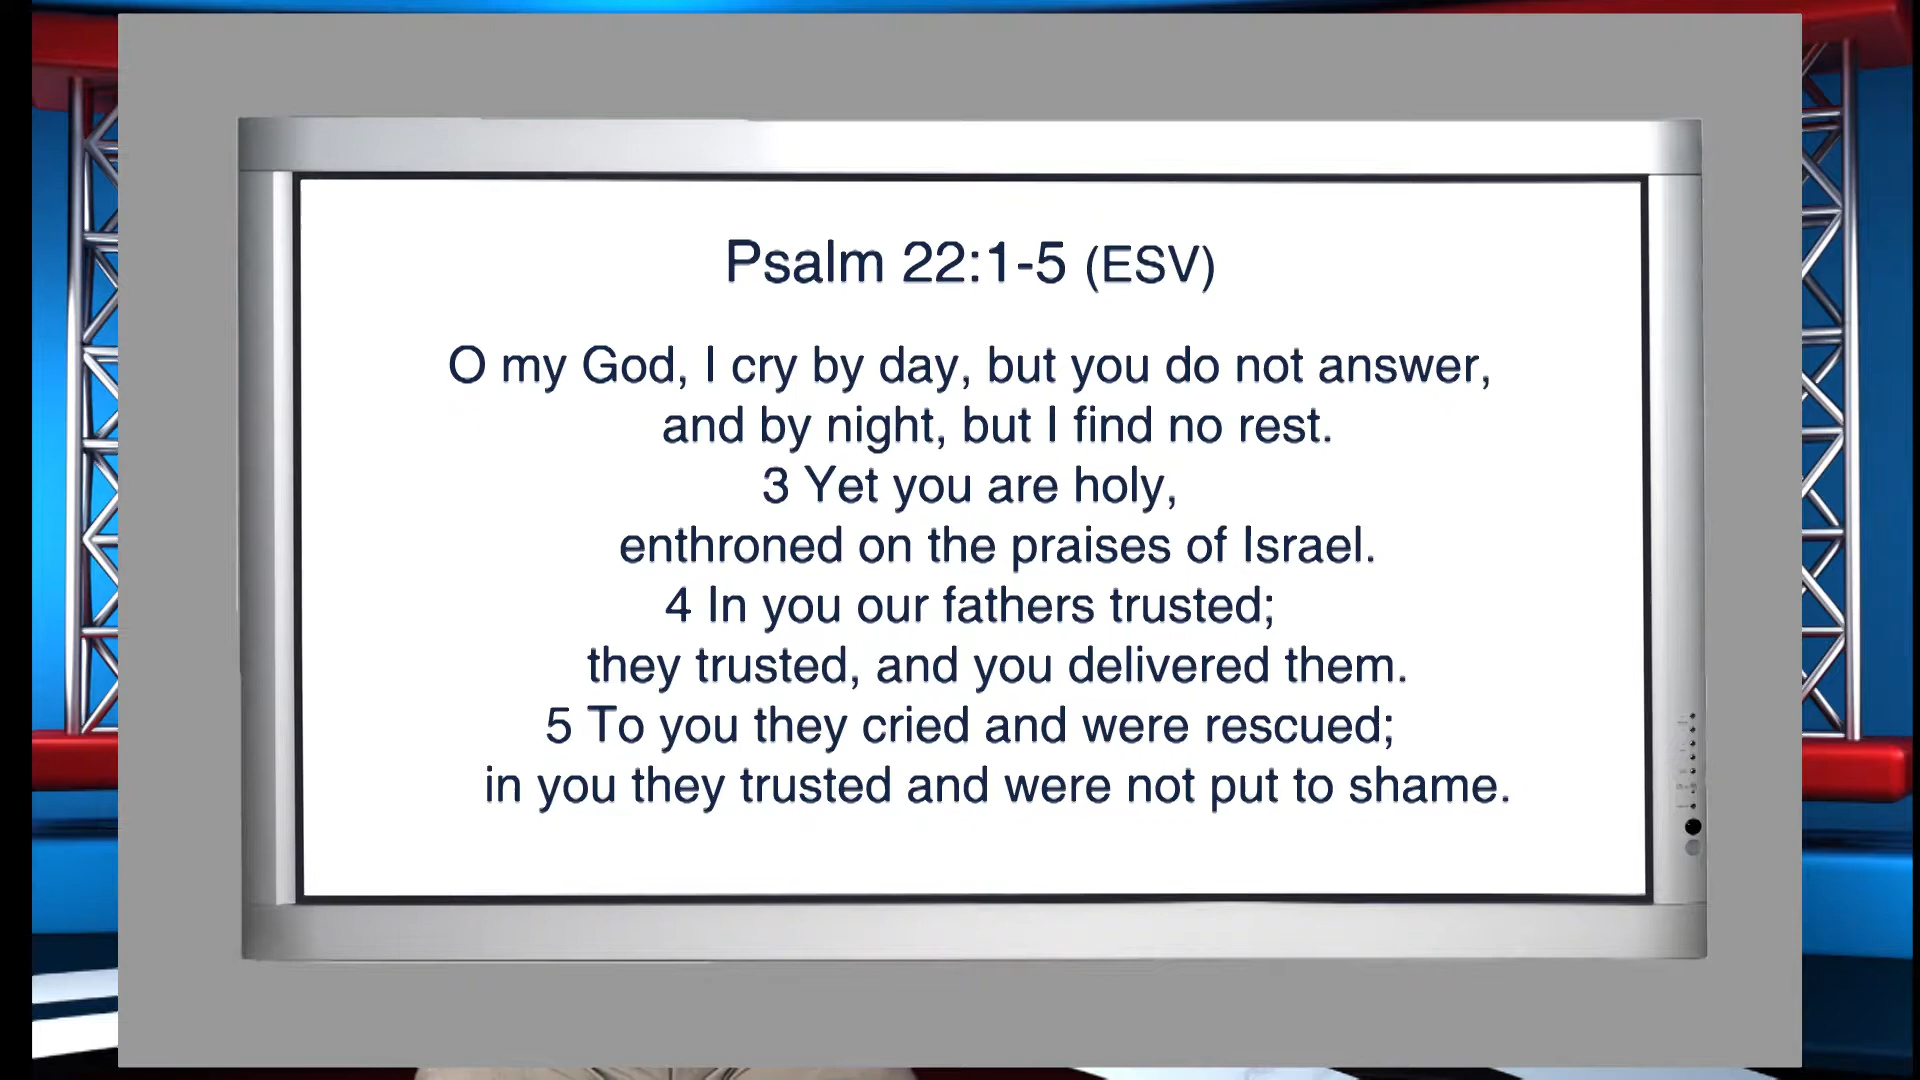 Psalm 22:1-5 (ESV)
O my God, I cry by day, but you do not answer,
and by night, but I find no rest.
3 Yet you are holy,
enthroned on the praises of Israel.
4 In you our fathers trusted;
they trusted, and you delivered them.
5 To you they cried and were rescued;
in you they trusted and were not put to shame.